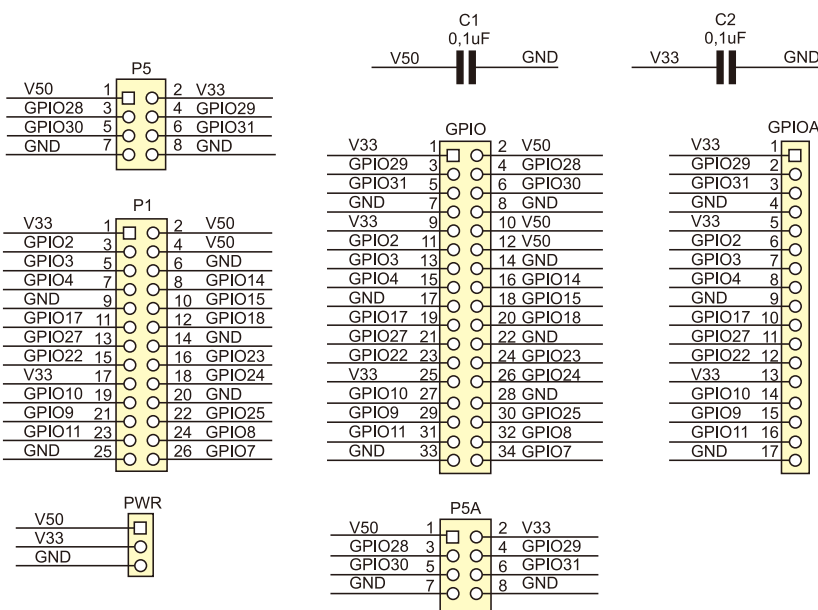 P5
V50 1 2 V33
GPIO28 3 4 GPIO29
GPIO30 5 6 GPIO31
GND 7 8 GND
P1
V33 1 2 V50
GPIO2 3 4 V50
GPIO3 5 6 GND
GPIO4 7 8 GPIO14
GND 9 10 GPIO15
GPIO17 11 12 GPIO18
GPIO27 13 14 GND
GPIO22 15 16 GPIO23
V33 17 18 GPIO24
GPIO10 19 20 GND
GPIO9 21 22 GPIO25
GPIO11 23 24 GPIO8
GND 25 26 GPIO7
PWR
V50
V33
GND
C1
0,1uF
V50 GND
GPIO
V33 1 2 V50
GPIO29 3 4 GPIO28
GPIO31 5 6 GPIO30
GND 7 8 GND
V33 9 10 V50
GPIO2 11 12 V50
GPIO3 13 14 GND
GPIO4 15 16 GPIO14
GND 17 18 GPIO15
GPIO17 19 20 GPIO18
GPIO27 21 22 GND
GPIO22 23 24 GPIO23
V33 25 26 GPIO24
GPIO10 27 28 GND
GPIO9 29 30 GPIO25
GPIO11 31 32 GPIO8
GND 33 34 GPIO7
P5A
V50 1 2 V33
GPIO28 3 4 GPIO29
GPIO30 5 6 GPIO31
GND 7 8 GND
C2
0,1uF
V33 GND
GPIOA
V33 1
GPIO29 2
GPIO31 3
GND 4
V33 5
GPIO2 6
GPIO3 7
GPIO4 8
GND 9
GPIO17 10
GPIO27 11
GPIO22 12
V33 13
GPIO10 14
GPIO9 15
GPIO11 16
GND 17